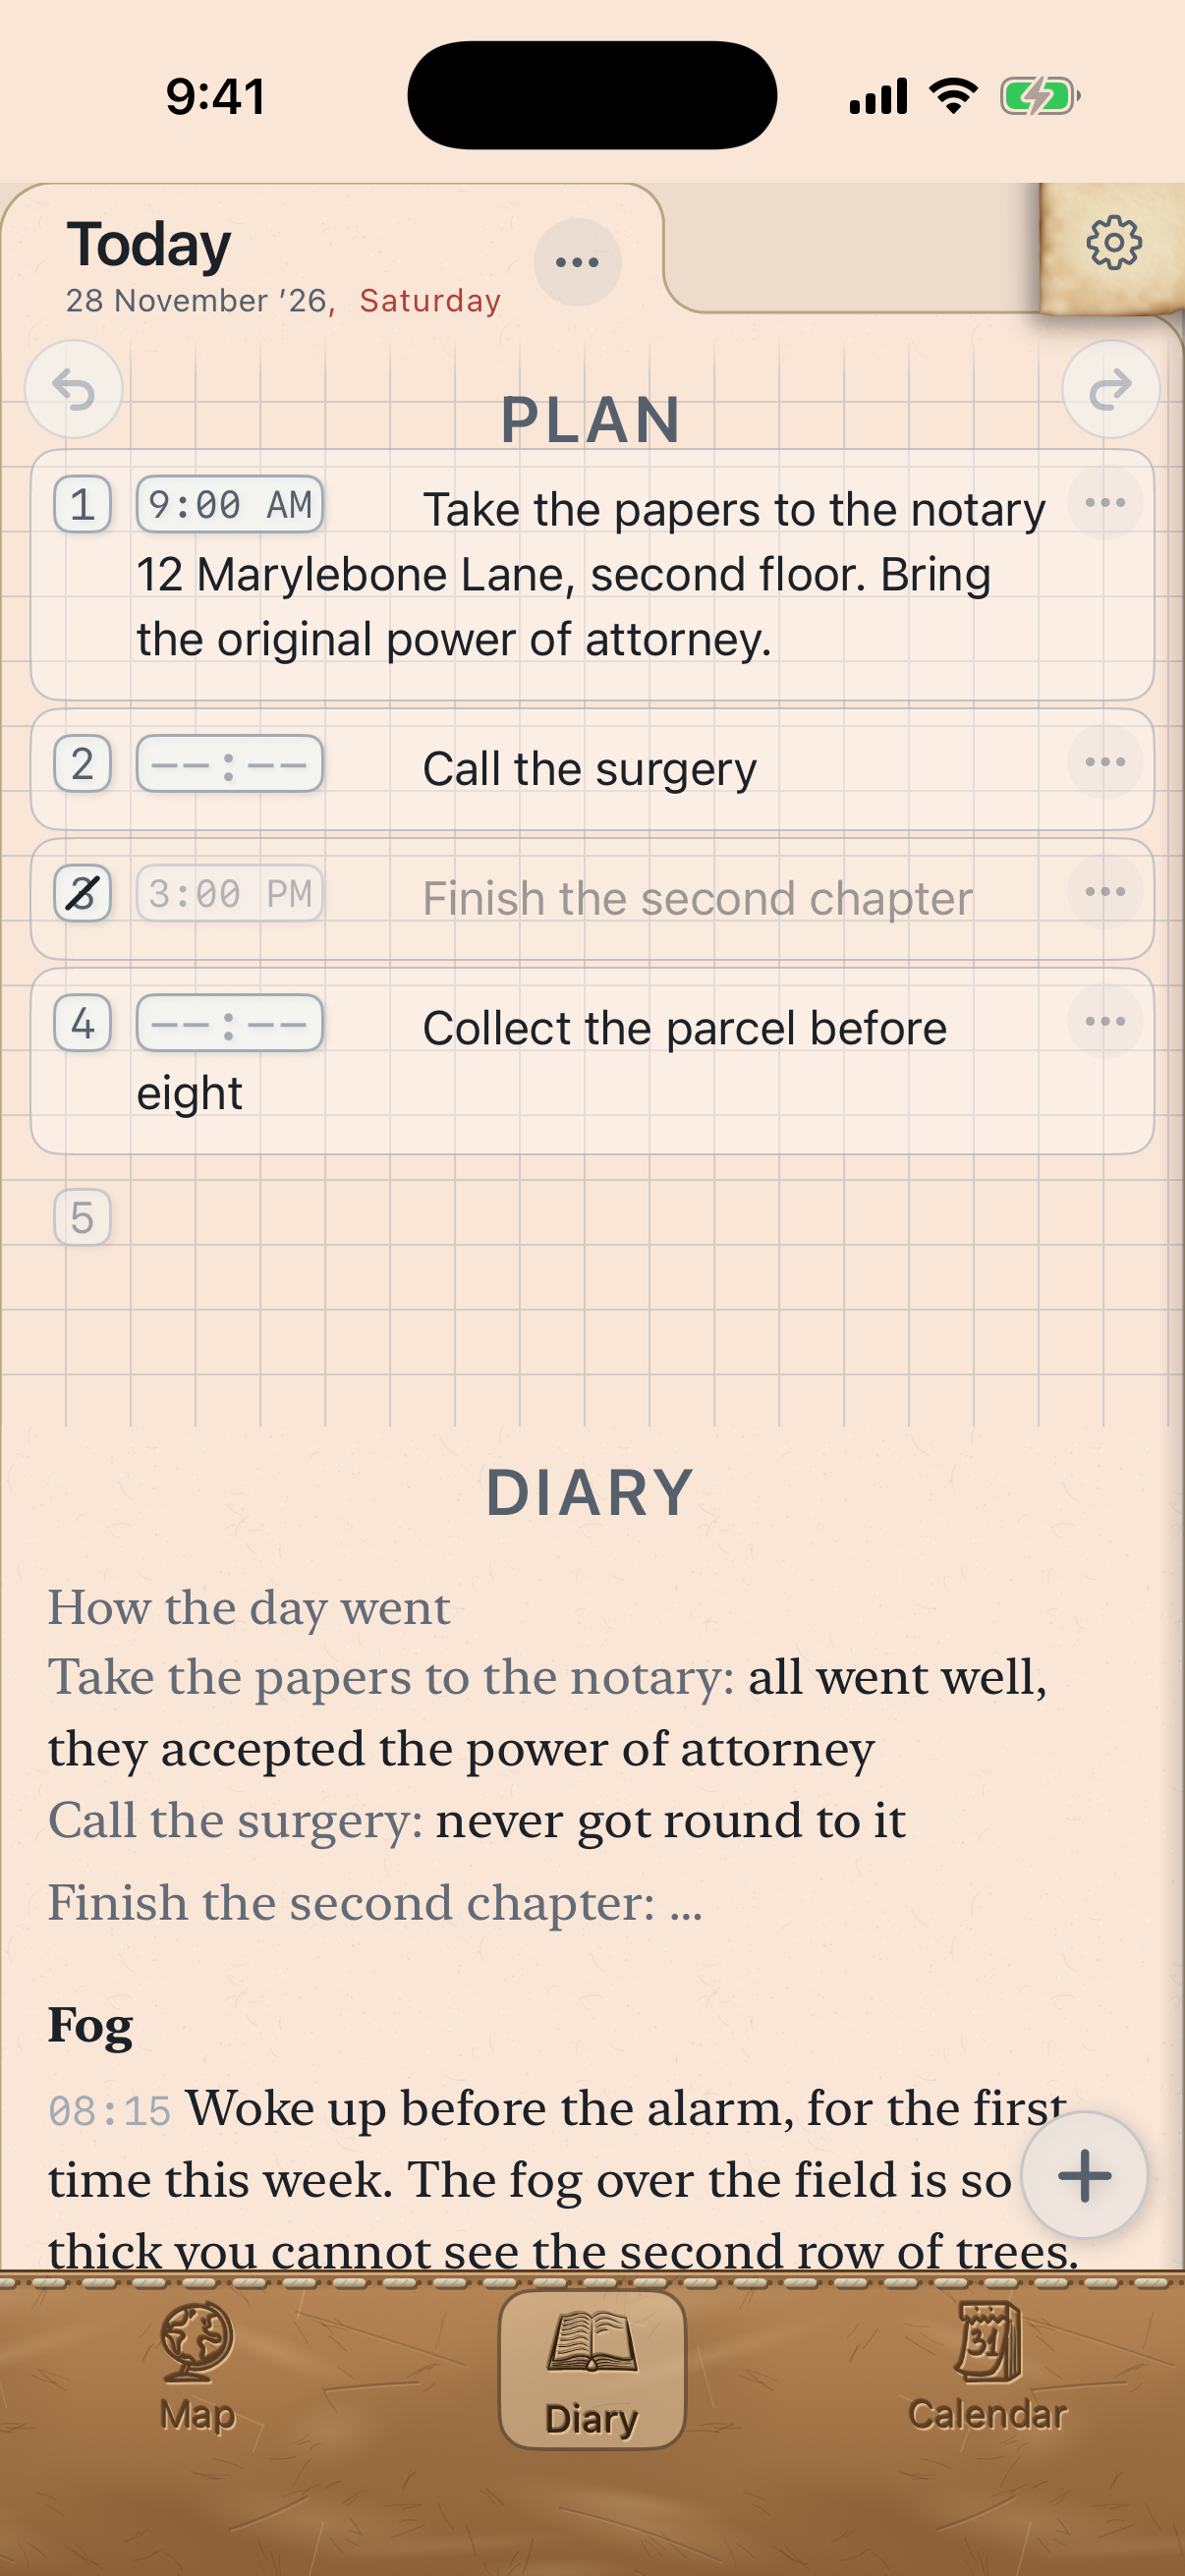 9:41
Today
28 November ’26, Saturday
PLAN
1 9:00 AM Take the papers to the notary
12 Marylebone Lane, second floor. Bring
the original power of attorney.
2 --:-- Call the surgery
3 3:00 PM Finish the second chapter
4 --:-- Collect the parcel before
eight
5
DIARY
How the day went
Take the papers to the notary: all went well,
they accepted the power of attorney
Call the surgery: never got round to it
Finish the second chapter: ...
Fog
08:15 Woke up before the alarm, for the first
time this week. The fog over the field is so
thick you cannot see the second row of trees.
31
Map
Diary
Calendar